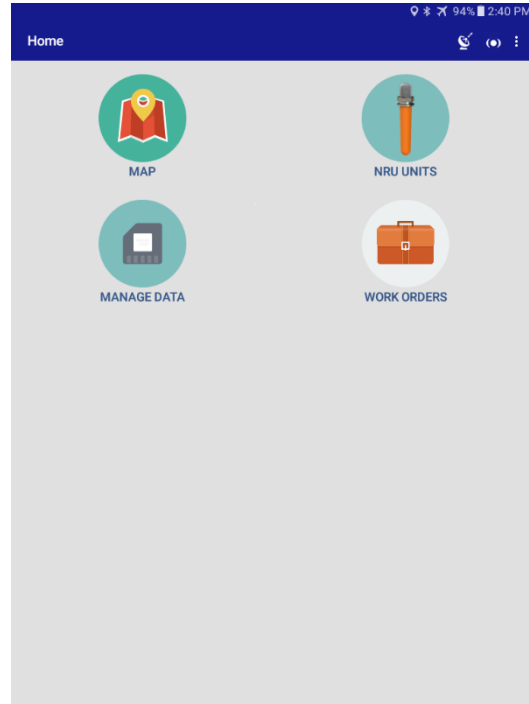 94% 2:40 PM
Home
MAP
NRU UNITS
MANAGE DATA
WORK ORDERS